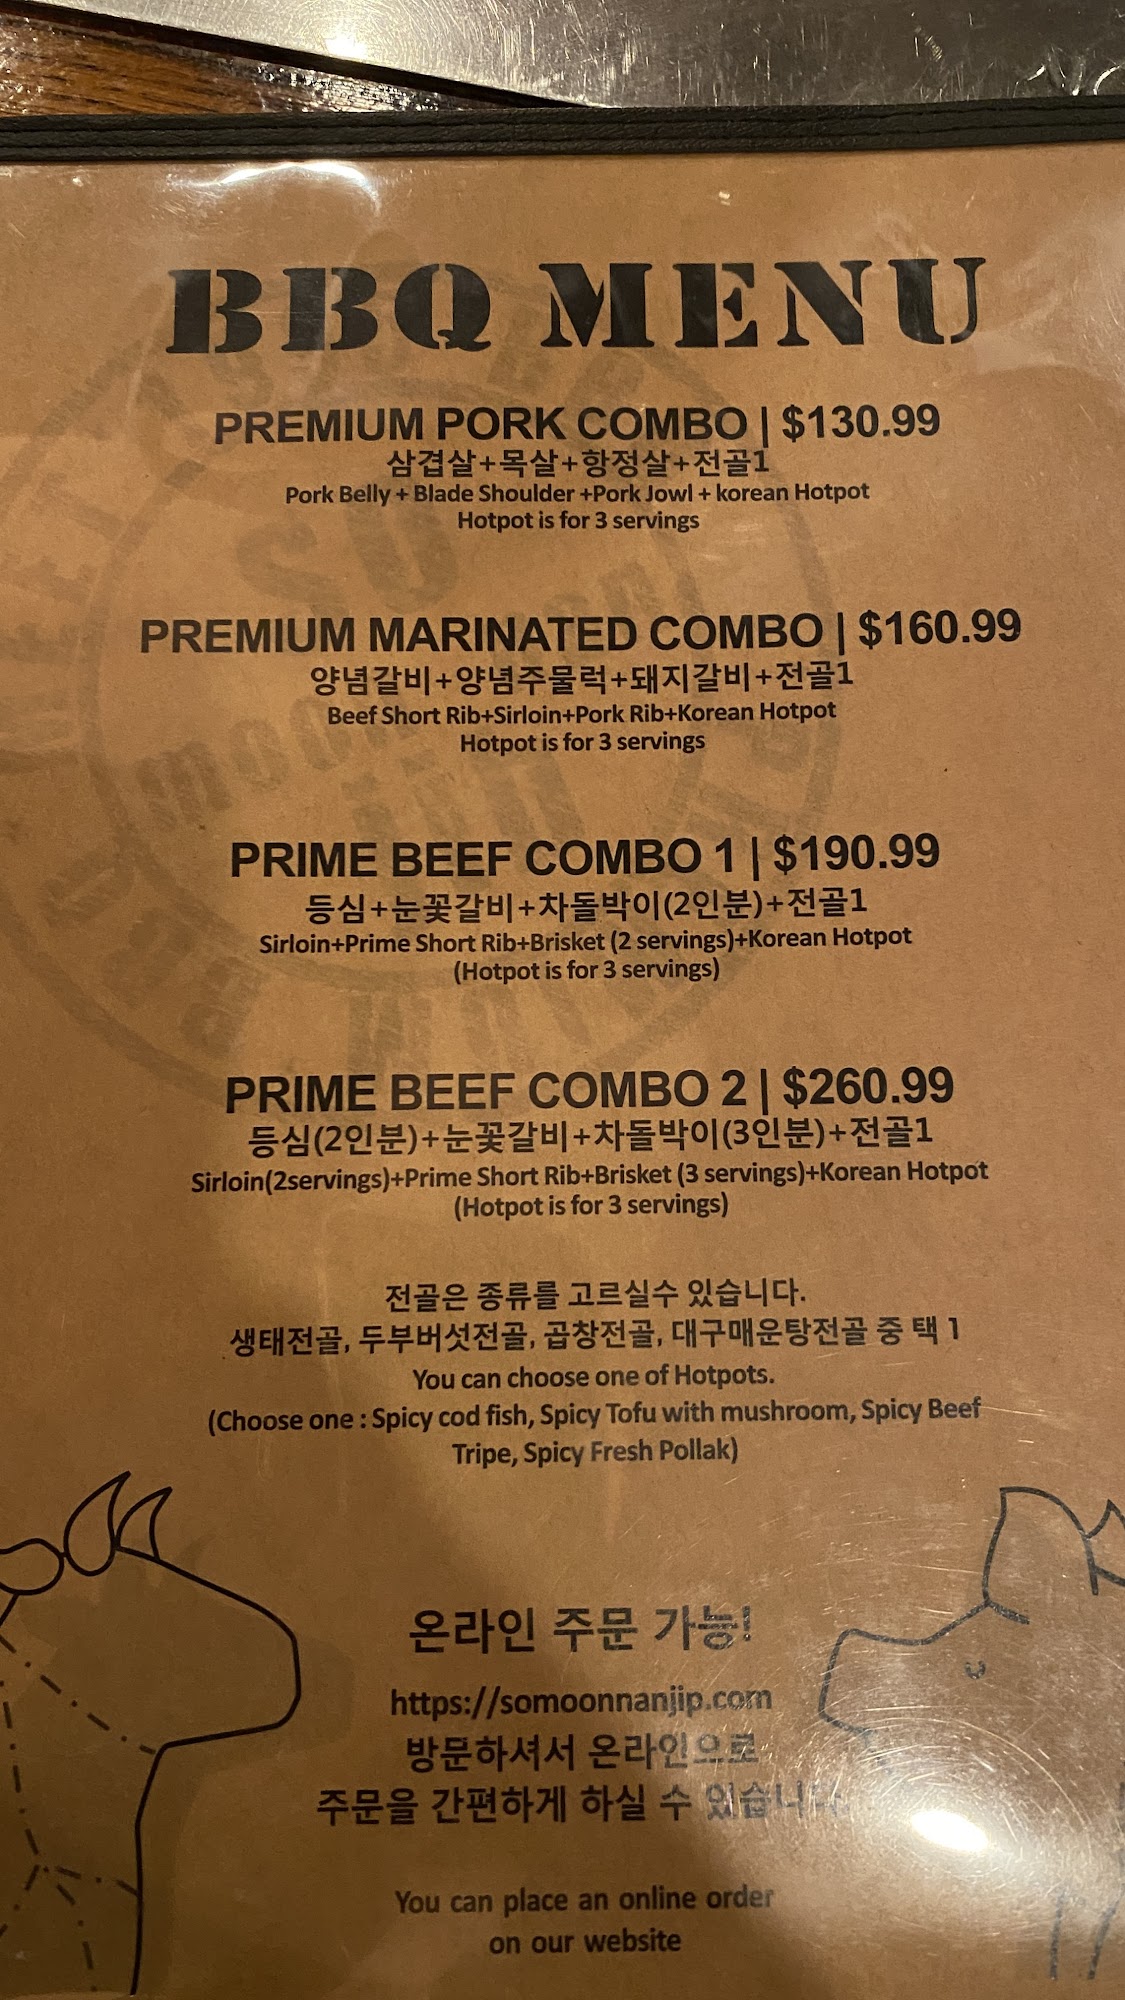 BBQ MENU
PREMIUM PORK COMBO | $130.99
삼겹살+목살+항정살+전골1
Pork Belly + Blade Shoulder +Pork Jowl + korean Hotpot
Hotpot is for 3 servings
PREMIUM MARINATED COMBO | $160.99
양념갈비+양념주물럭+돼지갈비+전골1
Beef Short Rib+Sirloin+Pork Rib+Korean Hotpot
Hotpot is for 3 servings
PRIME BEEF COMBO 1 | $190.99
등심+눈꽃갈비+차돌박이(2인분)+전골1
Sirloin+Prime Short Rib+Brisket (2 servings)+Korean Hotpot
(Hotpot is for 3 servings)
PRIME BEEF COMBO 2 | $260.99
등심(2인분)+눈꽃갈비+차돌박이(3인분)+전골1
Sirloin(2servings)+Prime Short Rib+Brisket (3 servings)+Korean Hotpot
(Hotpot is for 3 servings)
전골은 종류를 고르실수 있습니다.
생태전골, 두부버섯전골, 곱창전골, 대구매운탕전골 중 택 1
You can choose one of Hotpots.
(Choose one : Spicy cod fish, Spicy Tofu with mushroom, Spicy Beef
Tripe, Spicy Fresh Pollak)
온라인 주문 가능!
https://somoonnanjip.com
방문하셔서 온라인으로
주문을 간편하게 하실 수 있습니다.
You can place an online order
on our website